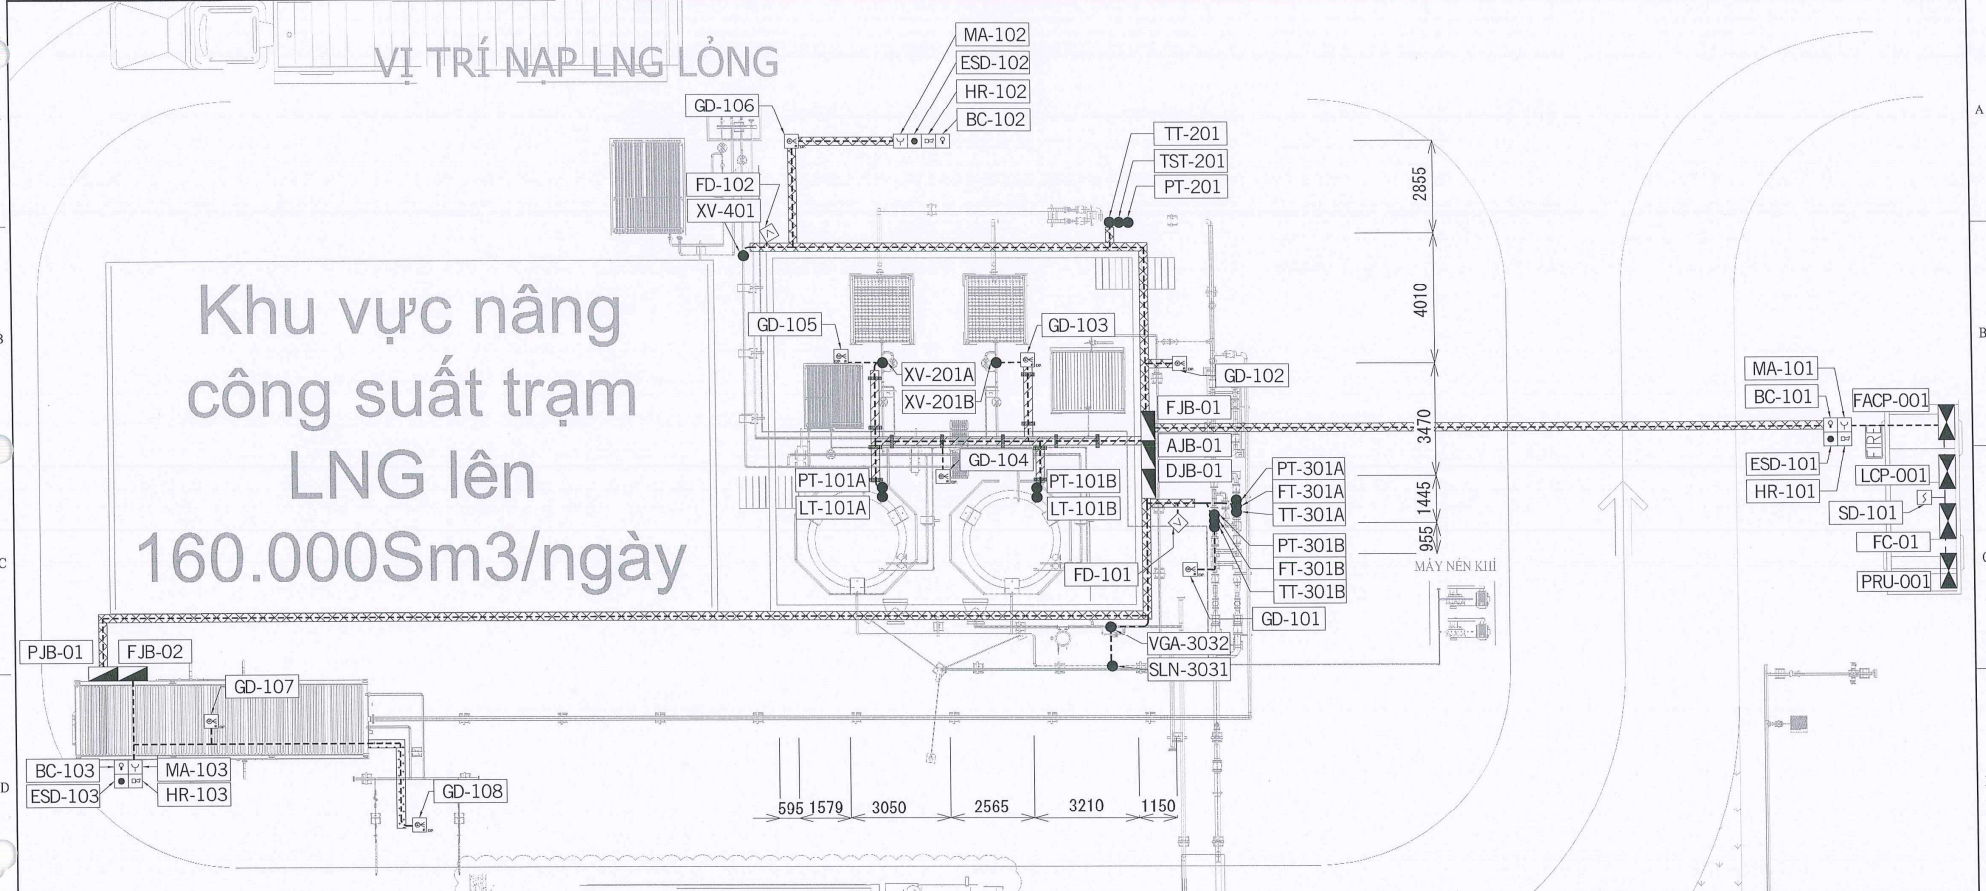 VỊ TRÍ NẠP LNG LỎNG
MA-102
ESD-102
HR-102
BC-102
GD-106
A
TT-201
TST-201
PT-201
FD-102
XV-401
2855
4010
3470
1445
955
Khu vực nâng
công suất trạm
LNG lên
160.000Sm3/ngày
GD-105
GD-103
XV-201A
XV-201B
GD-102
B
B
FJB-01
AJB-01
DJB-01
GD-104
PT-101A
LT-101A
PT-101B
LT-101B
PT-301A
FT-301A
TT-301A
PT-301B
FT-301B
TT-301B
FD-101
GD-101
MÁY NÉN KHÍ
MA-101
BC-101
ESD-101
HR-101
FACP-001
LCP-001
SD-101
FC-01
PRU-001
C
VGA-3032
SLN-3031
PJB-01
FJB-02
GD-107
BC-103
ESD-103
MA-103
HR-103
GD-108
D
595
1579
3050
2565
3210
1150